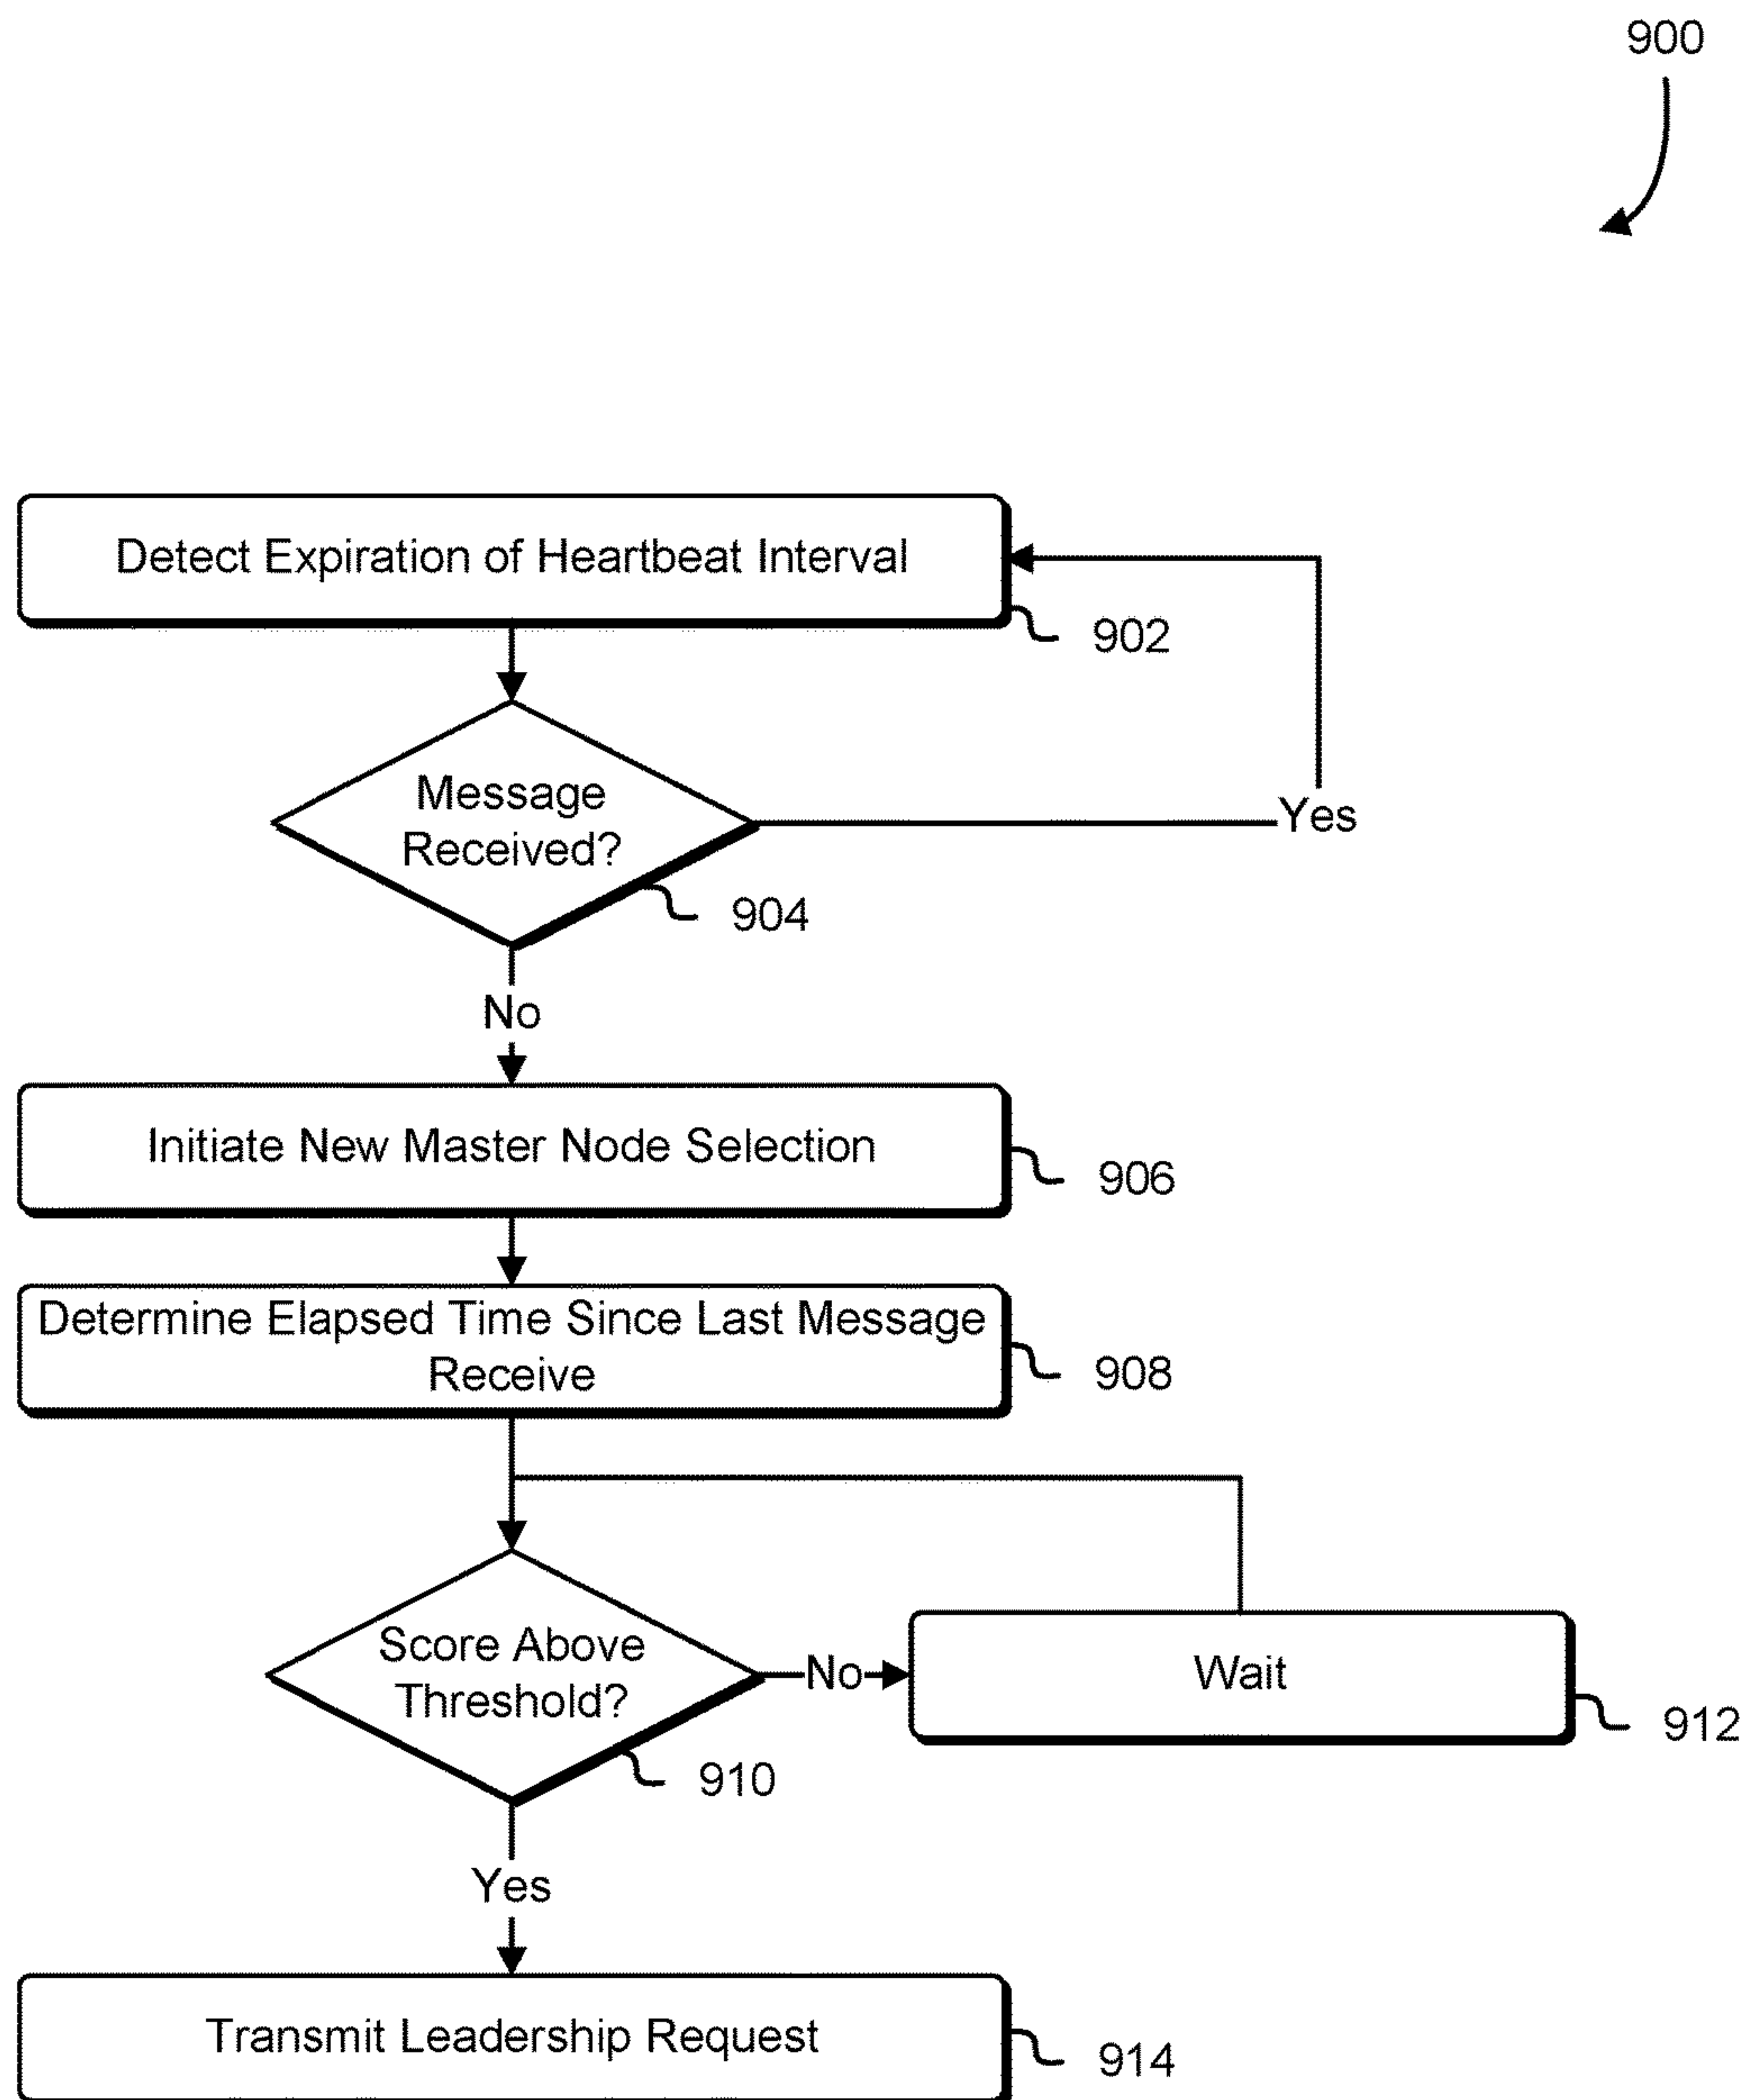 900
Detect Expiration of Heartbeat Interval
902
Message
Received?
Yes
904
No
Initiate New Master Node Selection
906
Determine Elapsed Time Since Last Message
Receive
908
Score Above
Threshold?
No
Wait
912
910
Yes
Transmit Leadership Request
914